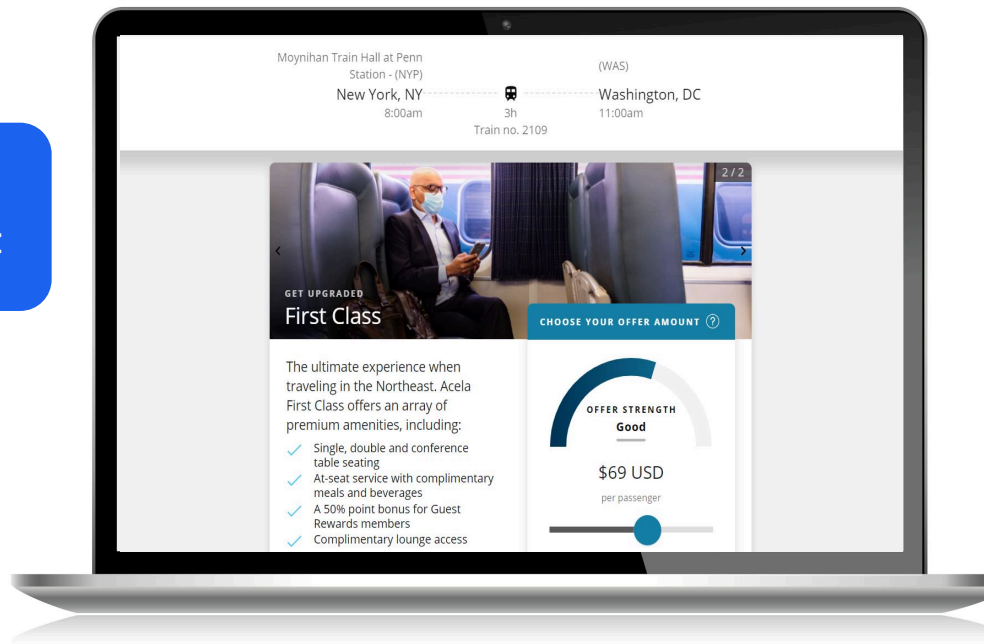 Moynihan Train Hall at Penn
Station - (NYP)
(WAS)
New York, NY
Washington, DC
8:00am
3h
11:00am
Train no. 2109
2 / 2
GET UPGRADED
First Class
CHOOSE YOUR OFFER AMOUNT ?
The ultimate experience when
traveling in the Northeast. Acela
First Class offers an array of
premium amenities, including:
Single, double and conference
table seating
At-seat service with complimentary
meals and beverages
A 50% point bonus for Guest
Rewards members
Complimentary lounge access
OFFER STRENGTH
Good
$69 USD
per passenger